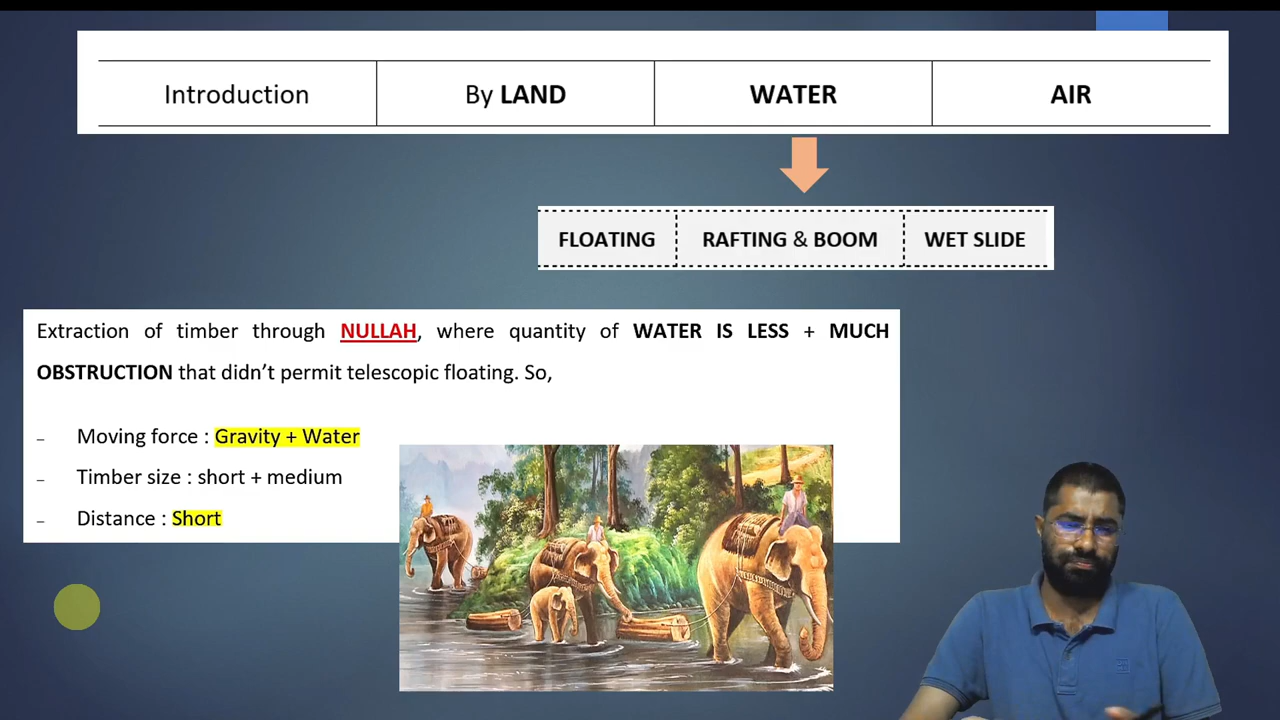 Introduction By LAND WATER AIR
FLOATING RAFTING & BOOM WET SLIDE
Extraction of timber through NULLAH, where quantity of WATER IS LESS + MUCH
OBSTRUCTION that didn't permit telescopic floating. So,
– Moving force : Gravity + Water
– Timber size : short + medium
– Distance : Short